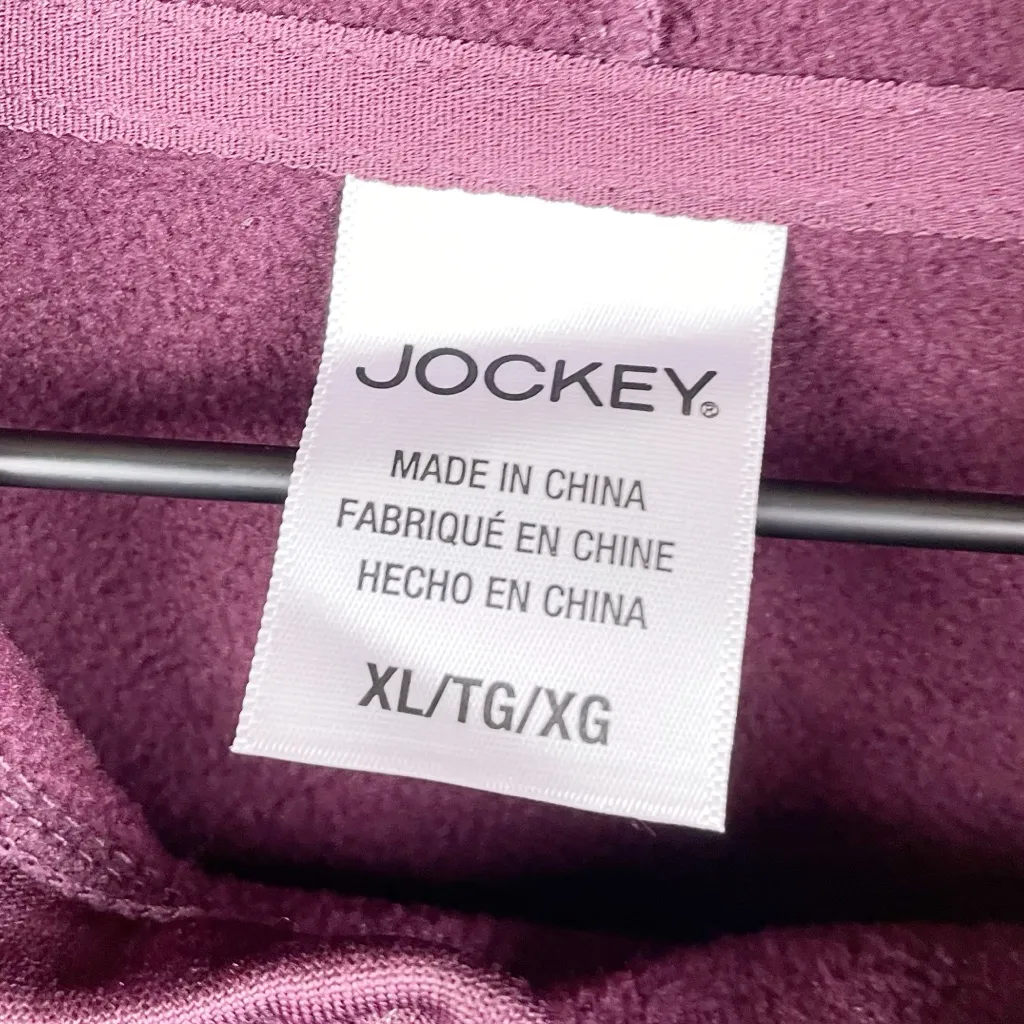 JOCKEY®
MADE IN CHINA
FABRIQUÉ EN CHINE
HECHO EN CHINA
XL/TG/XG